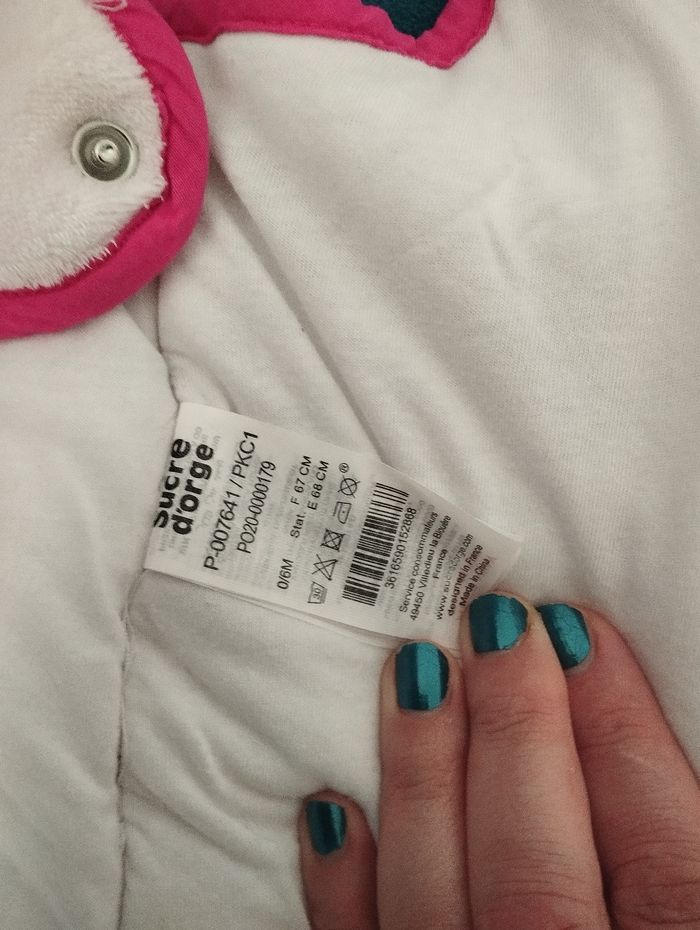 Sucre
d'orge
P-007641 / PKC1
PO20-0000179
0/6M
Stat. F 67 CM
E 68 CM
30
®
3616590152868
Service consommateurs
49450 Villedieu la Blouère
France
www.sucredorge.com
designed in France
Made in China